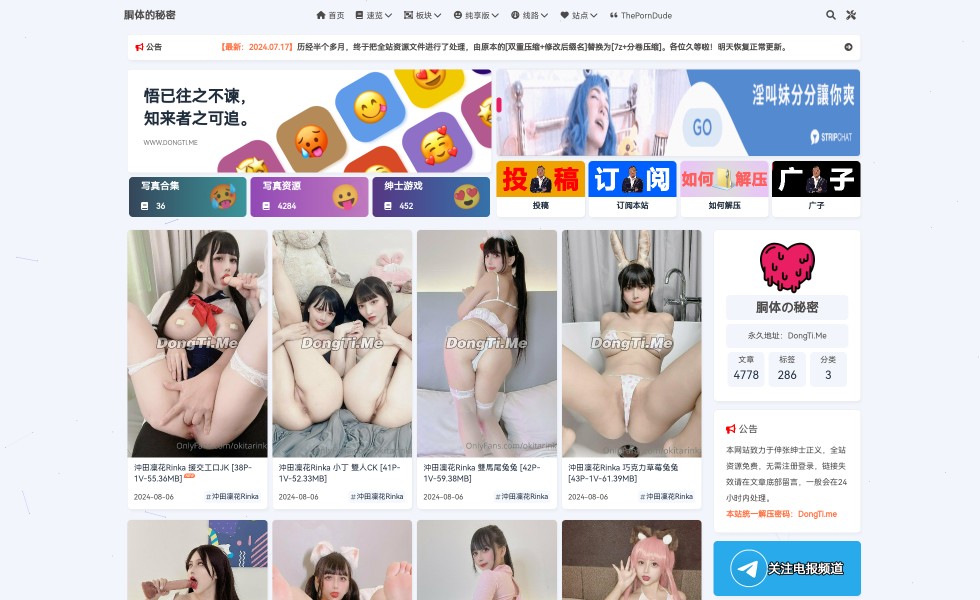 胴体的秘密
首页
速览
板块
纯享版
线路
站点
ThePornDude
公告
【最新：2024.07.17】历经半个多月，终于把全站资源文件进行了处理，由原本的[双重压缩+修改后缀名]替换为[7z+分卷压缩]。各位久等啦！明天恢复正常更新。
悟已往之不谏，
知来者之可追。
WWW.DONGTI.ME
淫叫妹分分讓你爽
GO
STRIPCHAT
写真合集
36
写真资源
4284
绅士游戏
452
投稿
订阅
如何解压
广子
投稿
订阅本站
如何解压
广子
DongTi.Me
DongTi.Me
DongTi.Me
DongTi.Me
OnlyFans.com/okitarink
OnlyFans.com/okitarink
沖田凜花Rinka 援交工口JK [38P-
1V-55.36MB]
2024-08-06
#沖田凜花Rinka
沖田凜花Rinka 小丁 雙人CK [41P-
1V-52.33MB]
2024-08-06
#沖田凜花Rinka
沖田凜花Rinka 雙馬尾兔兔 [42P-
1V-59.38MB]
2024-08-06
#沖田凜花Rinka
沖田凜花Rinka 巧克力草莓兔兔
[43P-1V-61.39MB]
2024-08-06
#沖田凜花Rinka
胴体の秘密
永久地址：DongTi.Me
文章
4778
标签
286
分类
3
公告
本网站致力于伸张绅士正义，全站
资源免费，无需注册登录，链接失
效请在文章底部留言，一般会在24
小时内处理。
本站统一解压密码：DongTi.me
关注电报频道